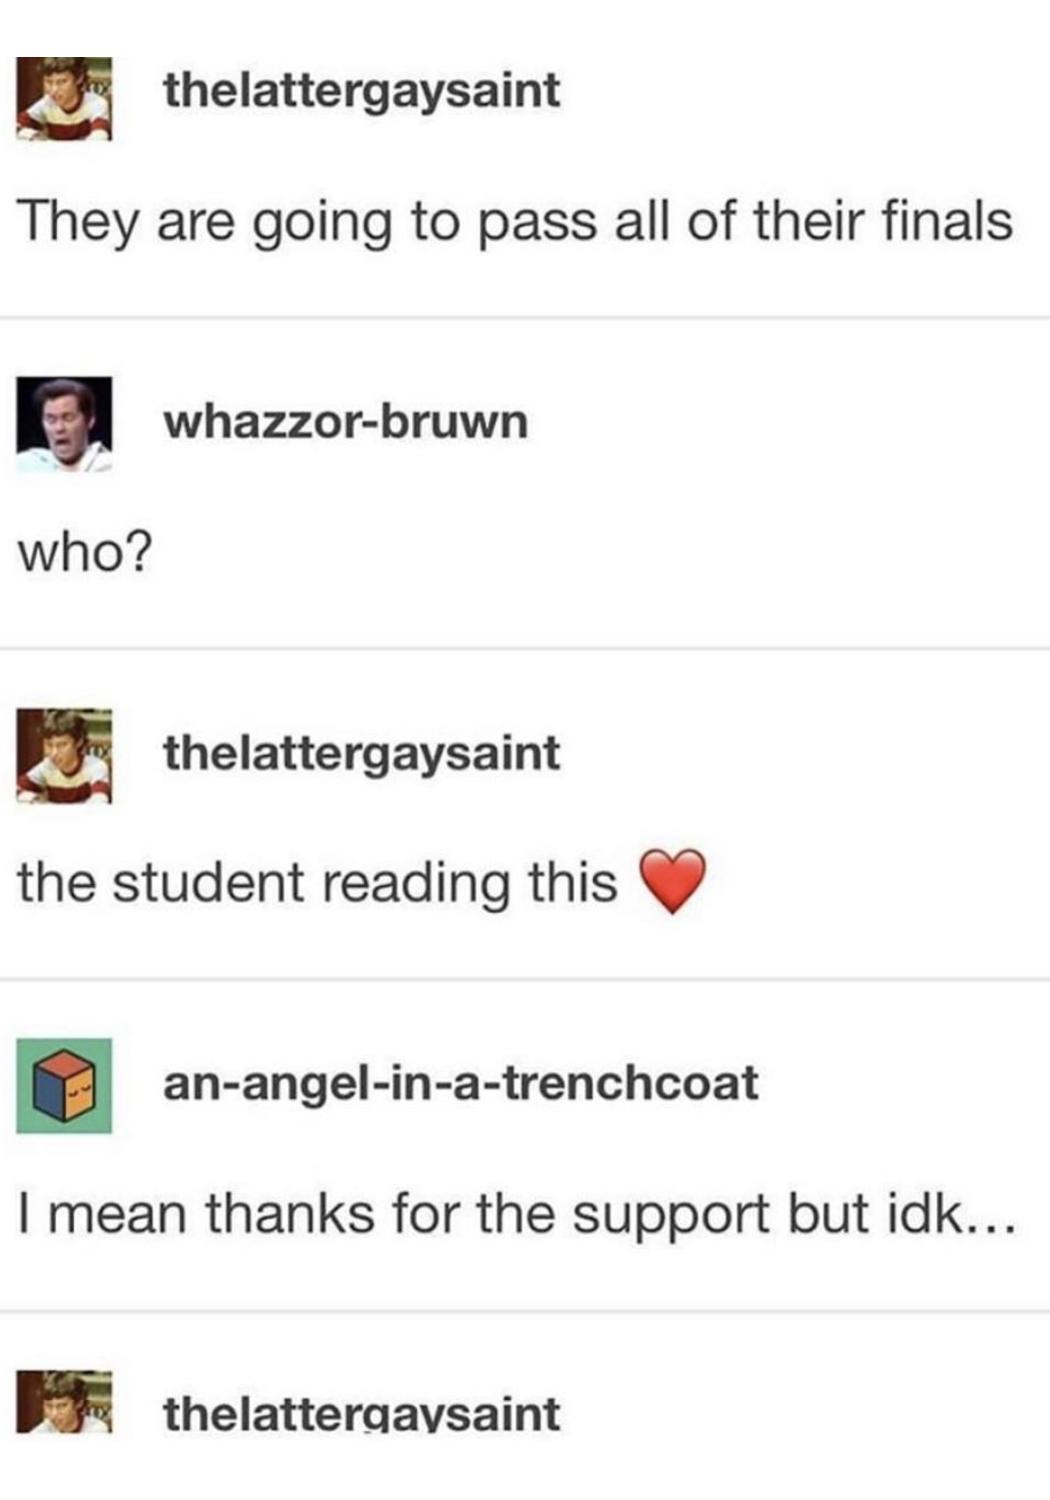 thelattergaysaint
They are going to pass all of their finals
whazzor-bruwn
who?
thelattergaysaint
the student reading this ❤️
an-angel-in-a-trenchcoat
I mean thanks for the support but idk...
thelattergaysaint